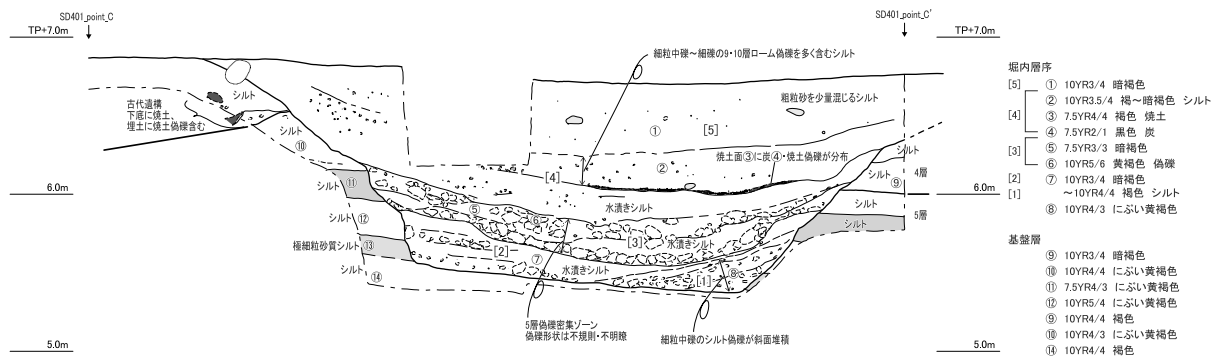 SD401_point_C
SD401_point_C'
TP+7.0m
TP+7.0m
細粒中礫～細礫の9・10層ローム偽礫を多く含むシルト
シルト
古代遺構
下底に焼土、
埋土に焼土偽礫含む
シルト
⑩
粗粒砂を少量混じるシルト
①
[5]
②
焼土面③に炭④・焼土偽礫が分布
[4]
シルト
4層
⑨
6.0m
6.0m
シルト
⑪
シルト
5層
シルト
水漬きシルト
⑤
⑥
シルト
⑫
[3]
水漬きシルト
極細粒砂質シルト
⑬
[2]
⑦
水漬きシルト
⑧
シルト
⑭
[1]
5層偽礫密集ゾーン
偽礫形状は不規則・不明瞭
細粒中礫のシルト偽礫が斜面堆積
5.0m
5.0m
堀内層序
[5] ① 10YR3/4 暗褐色
② 10YR3.5/4 褐～暗褐色 シルト
[4] ③ 7.5YR4/4 褐色 焼土
④ 7.5YR2/1 黒色 炭
[3] ⑤ 7.5YR3/3 暗褐色
⑥ 10YR5/6 黄褐色 偽礫
[2] ⑦ 10YR3/4 暗褐色
[1] ～10YR4/4 褐色 シルト
⑧ 10YR4/3 にぶい黄褐色
基盤層
⑨ 10YR3/4 暗褐色
⑩ 10YR4/4 にぶい黄褐色
⑪ 7.5YR4/3 にぶい黄褐色
⑫ 10YR5/4 にぶい黄褐色
⑨ 10YR4/4 褐色
⑩ 10YR4/3 にぶい黄褐色
⑭ 10YR4/4 褐色